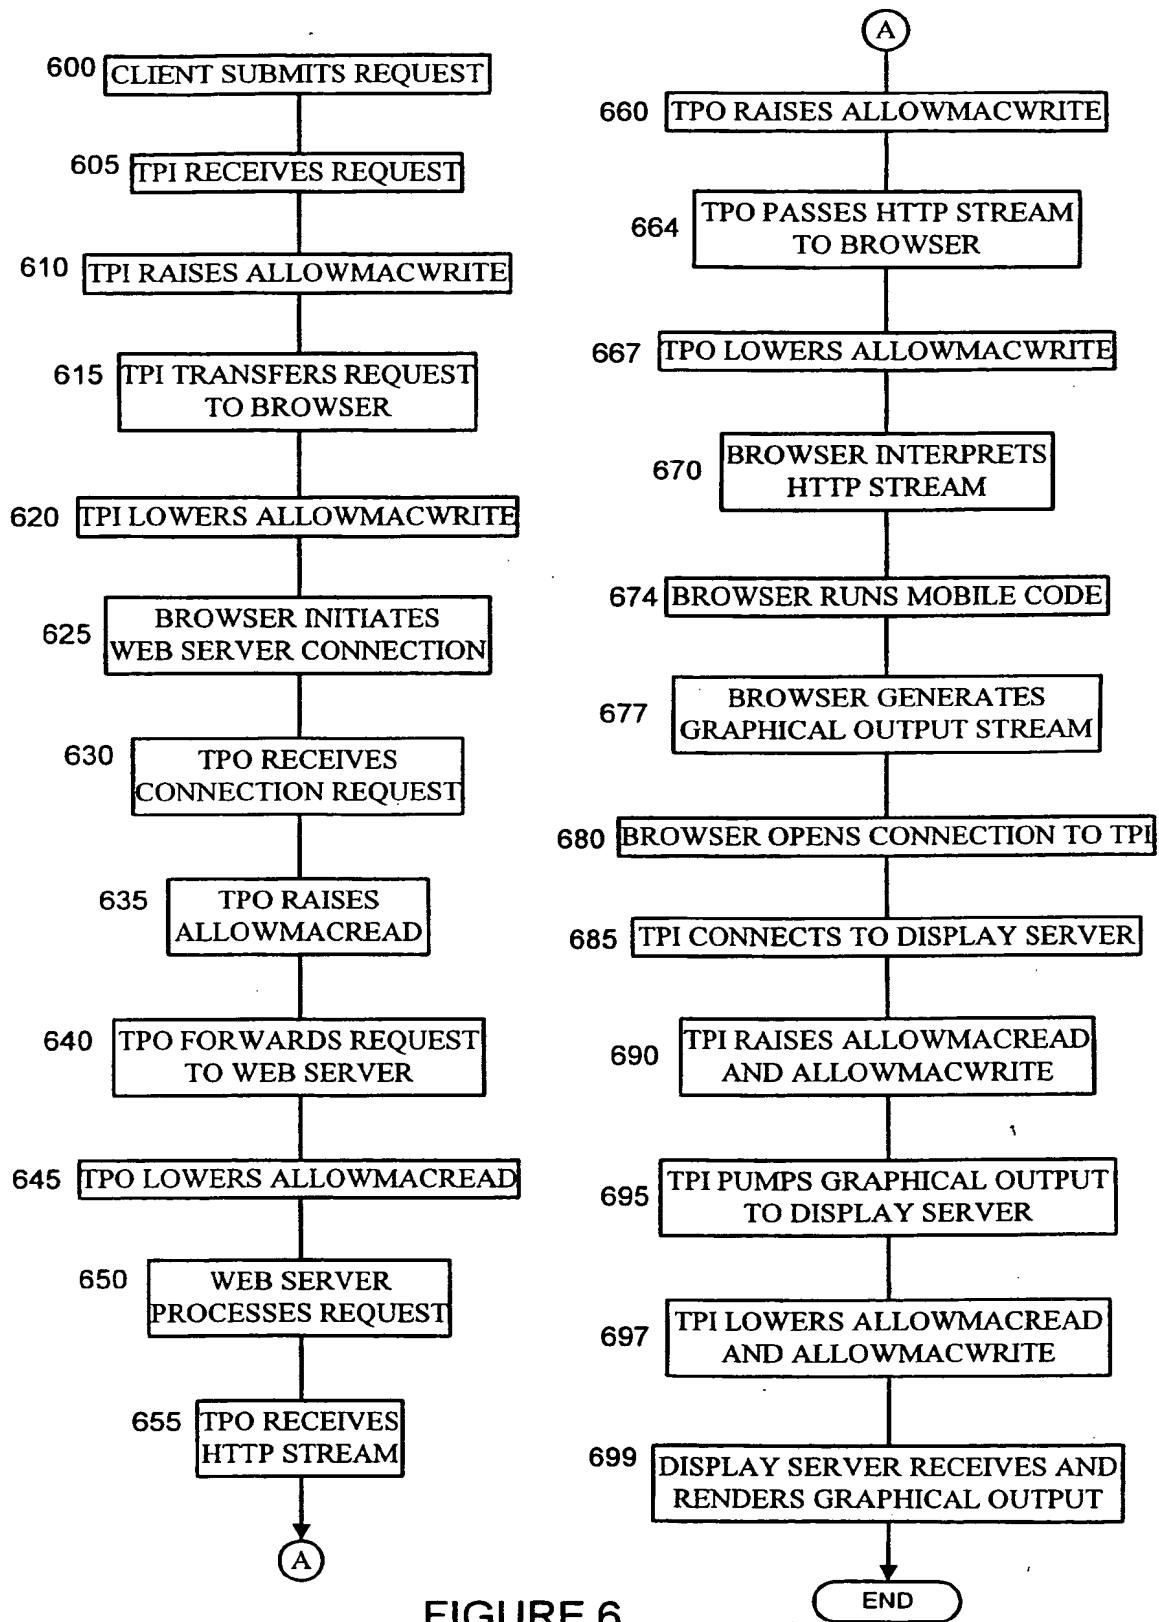 600 CLIENT SUBMITS REQUEST
605 TPI RECEIVES REQUEST
610 TPI RAISES ALLOWMACWRITE
615 TPI TRANSFERS REQUEST
TO BROWSER
620 TPI LOWERS ALLOWMACWRITE
625 BROWSER INITIATES
WEB SERVER CONNECTION
630 TPO RECEIVES
CONNECTION REQUEST
635 TPO RAISES
ALLOWMACREAD
640 TPO FORWARDS REQUEST
TO WEB SERVER
645 TPO LOWERS ALLOWMACREAD
650 WEB SERVER
PROCESSES REQUEST
655 TPO RECEIVES
HTTP STREAM
A
A
660 TPO RAISES ALLOWMACWRITE
664 TPO PASSES HTTP STREAM
TO BROWSER
667 TPO LOWERS ALLOWMACWRITE
670 BROWSER INTERPRETS
HTTP STREAM
674 BROWSER RUNS MOBILE CODE
677 BROWSER GENERATES
GRAPHICAL OUTPUT STREAM
680 BROWSER OPENS CONNECTION TO TPI
685 TPI CONNECTS TO DISPLAY SERVER
690 TPI RAISES ALLOWMACREAD
AND ALLOWMACWRITE
695 TPI PUMPS GRAPHICAL OUTPUT
TO DISPLAY SERVER
697 TPI LOWERS ALLOWMACREAD
AND ALLOWMACWRITE
699 DISPLAY SERVER RECEIVES AND
RENDERS GRAPHICAL OUTPUT
END
FIGURE 6